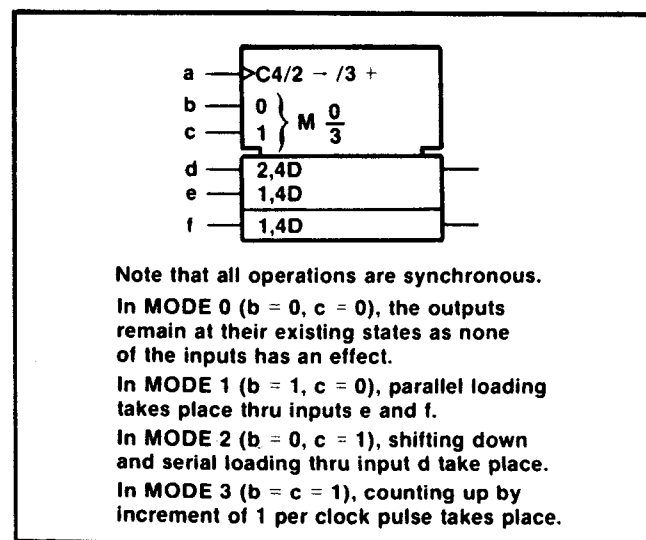 a C4/2 → /3 +
b 0 } M 0/3
c 1
d 2,4D
e 1,4D
f 1,4D
Note that all operations are synchronous.
In MODE 0 (b = 0, c = 0), the outputs
remain at their existing states as none
of the inputs has an effect.
In MODE 1 (b = 1, c = 0), parallel loading
takes place thru inputs e and f.
In MODE 2 (b = 0, c = 1), shifting down
and serial loading thru input d take place.
In MODE 3 (b = c = 1), counting up by
increment of 1 per clock pulse takes place.